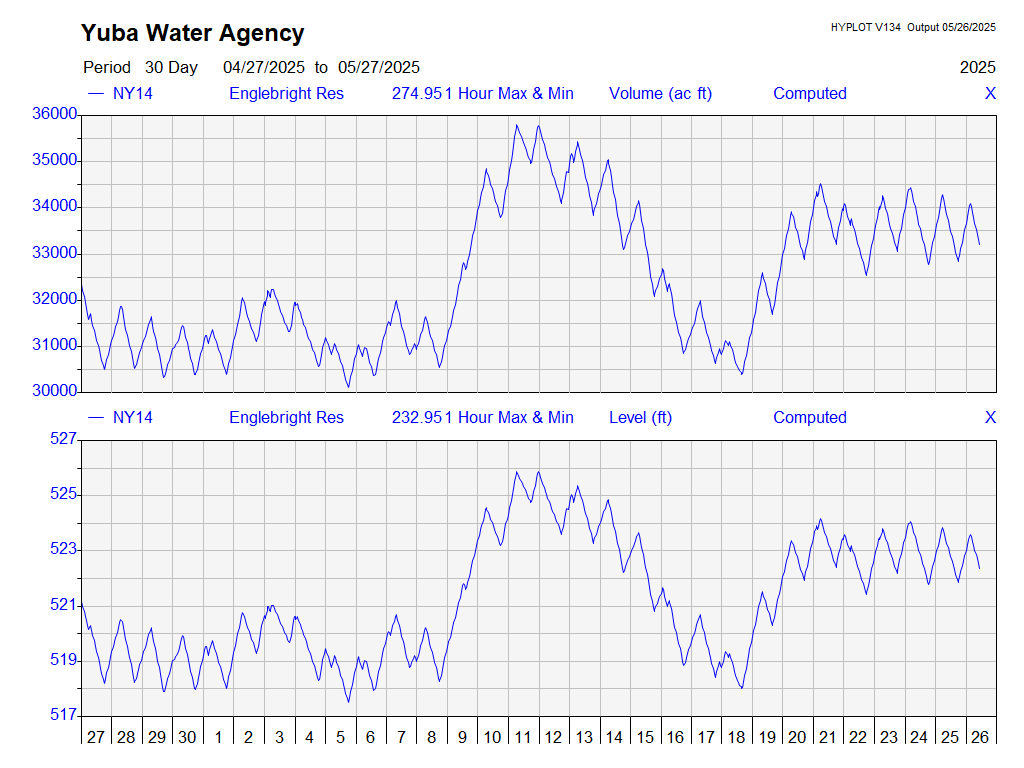 Yuba Water Agency
HYPLOT V134 Output 05/26/2025
Period 30 Day 04/27/2025 to 05/27/2025 2025
NY14 Englebright Res 274.951 Hour Max & Min Volume (ac ft) Computed X
36000
35000
34000
33000
32000
31000
30000
NY14 Englebright Res 232.951 Hour Max & Min Level (ft) Computed X
527
525
523
521
519
517
27 28 29 30 1 2 3 4 5 6 7 8 9 10 11 12 13 14 15 16 17 18 19 20 21 22 23 24 25 26